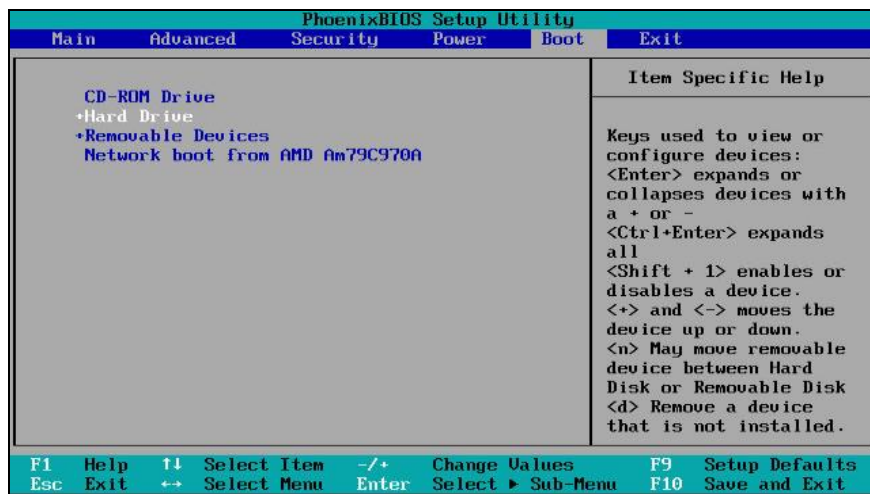 PhoenixBIOS Setup Utility
Main Advanced Security Power Boot Exit
CD-ROM Drive
+Hard Drive
+Removable Devices
Network boot from AMD Am79C970A
Item Specific Help
Keys used to view or
configure devices:
<Enter> expands or
collapses devices with
a + or -
<Ctrl+Enter> expands
all
<Shift + 1> enables or
disables a device.
<+> and <-> moves the
device up or down.
<n> May move removable
device between Hard
Disk or Removable Disk
<d> Remove a device
that is not installed.
F1 Help ↑↓ Select Item -/+ Change Values F9 Setup Defaults
Esc Exit ↔ Select Menu Enter Select ▶ Sub-Menu F10 Save and Exit